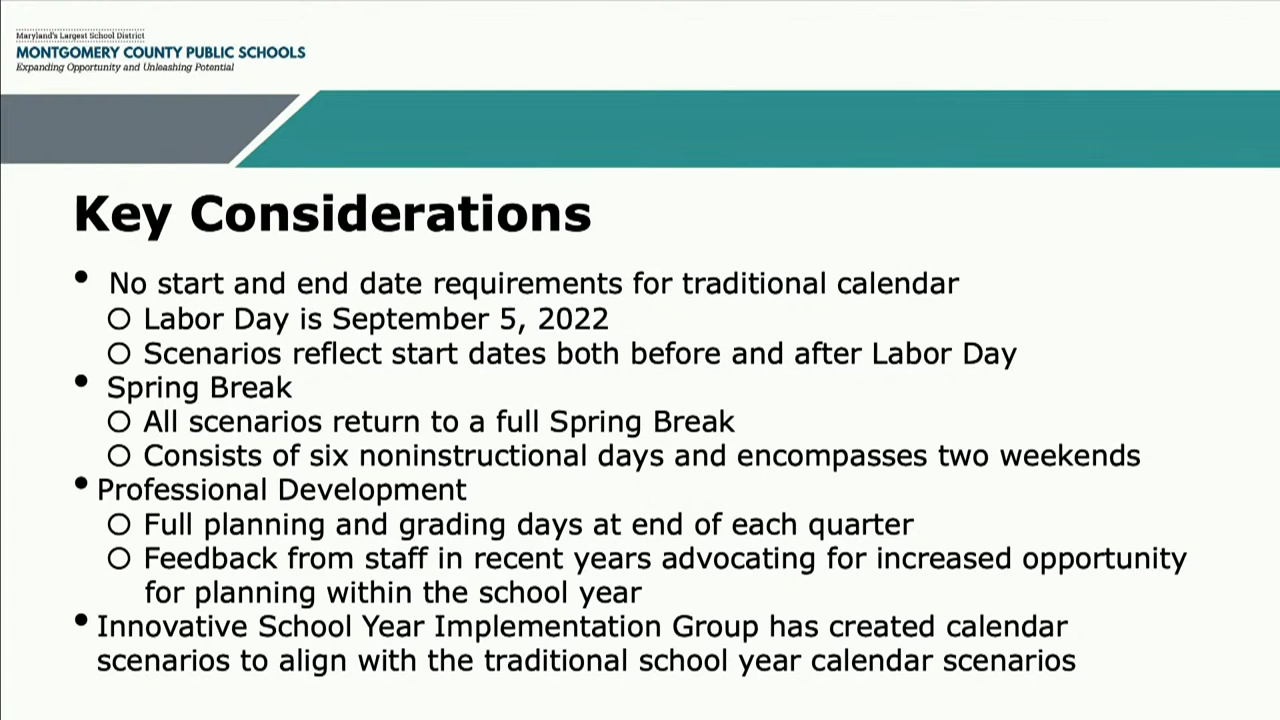 Maryland's Largest School District
MONTGOMERY COUNTY PUBLIC SCHOOLS
Expanding Opportunity and Unleashing Potential
Key Considerations
• No start and end date requirements for traditional calendar
O Labor Day is September 5, 2022
O Scenarios reflect start dates both before and after Labor Day
• Spring Break
O All scenarios return to a full Spring Break
O Consists of six noninstructional days and encompasses two weekends
• Professional Development
O Full planning and grading days at end of each quarter
O Feedback from staff in recent years advocating for increased opportunity
for planning within the school year
• Innovative School Year Implementation Group has created calendar
scenarios to align with the traditional school year calendar scenarios